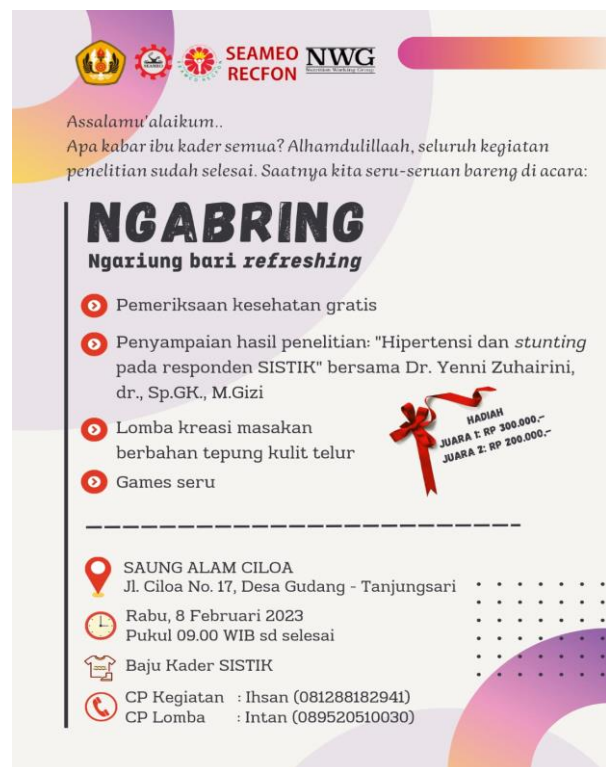 SEAMEO
RECFON
NWG
Nutrition Working Group
Assalamu'alaikum..
Apa kabar ibu kader semua? Alhamdulillaah, seluruh kegiatan
penelitian sudah selesai. Saatnya kita seru-seruan bareng di acara:
NGABRING
Ngariung bari refreshing
Pemeriksaan kesehatan gratis
Penyampaian hasil penelitian: "Hipertensi dan stunting
pada responden SISTIK" bersama Dr. Yenni Zuhairini,
dr., Sp.GK., M.Gizi
Lomba kreasi masakan
berbahan tepung kulit telur
HADIAH
JUARA 1: RP 300.000,-
JUARA 2: RP 200.000,-
Games seru
SAUNG ALAM CILOA
Jl. Ciloa No. 17, Desa Gudang - Tanjungsari
Rabu, 8 Februari 2023
Pukul 09.00 WIB sd selesai
Baju Kader SISTIK
CP Kegiatan : Ihsan (081288182941)
CP Lomba : Intan (089520510030)